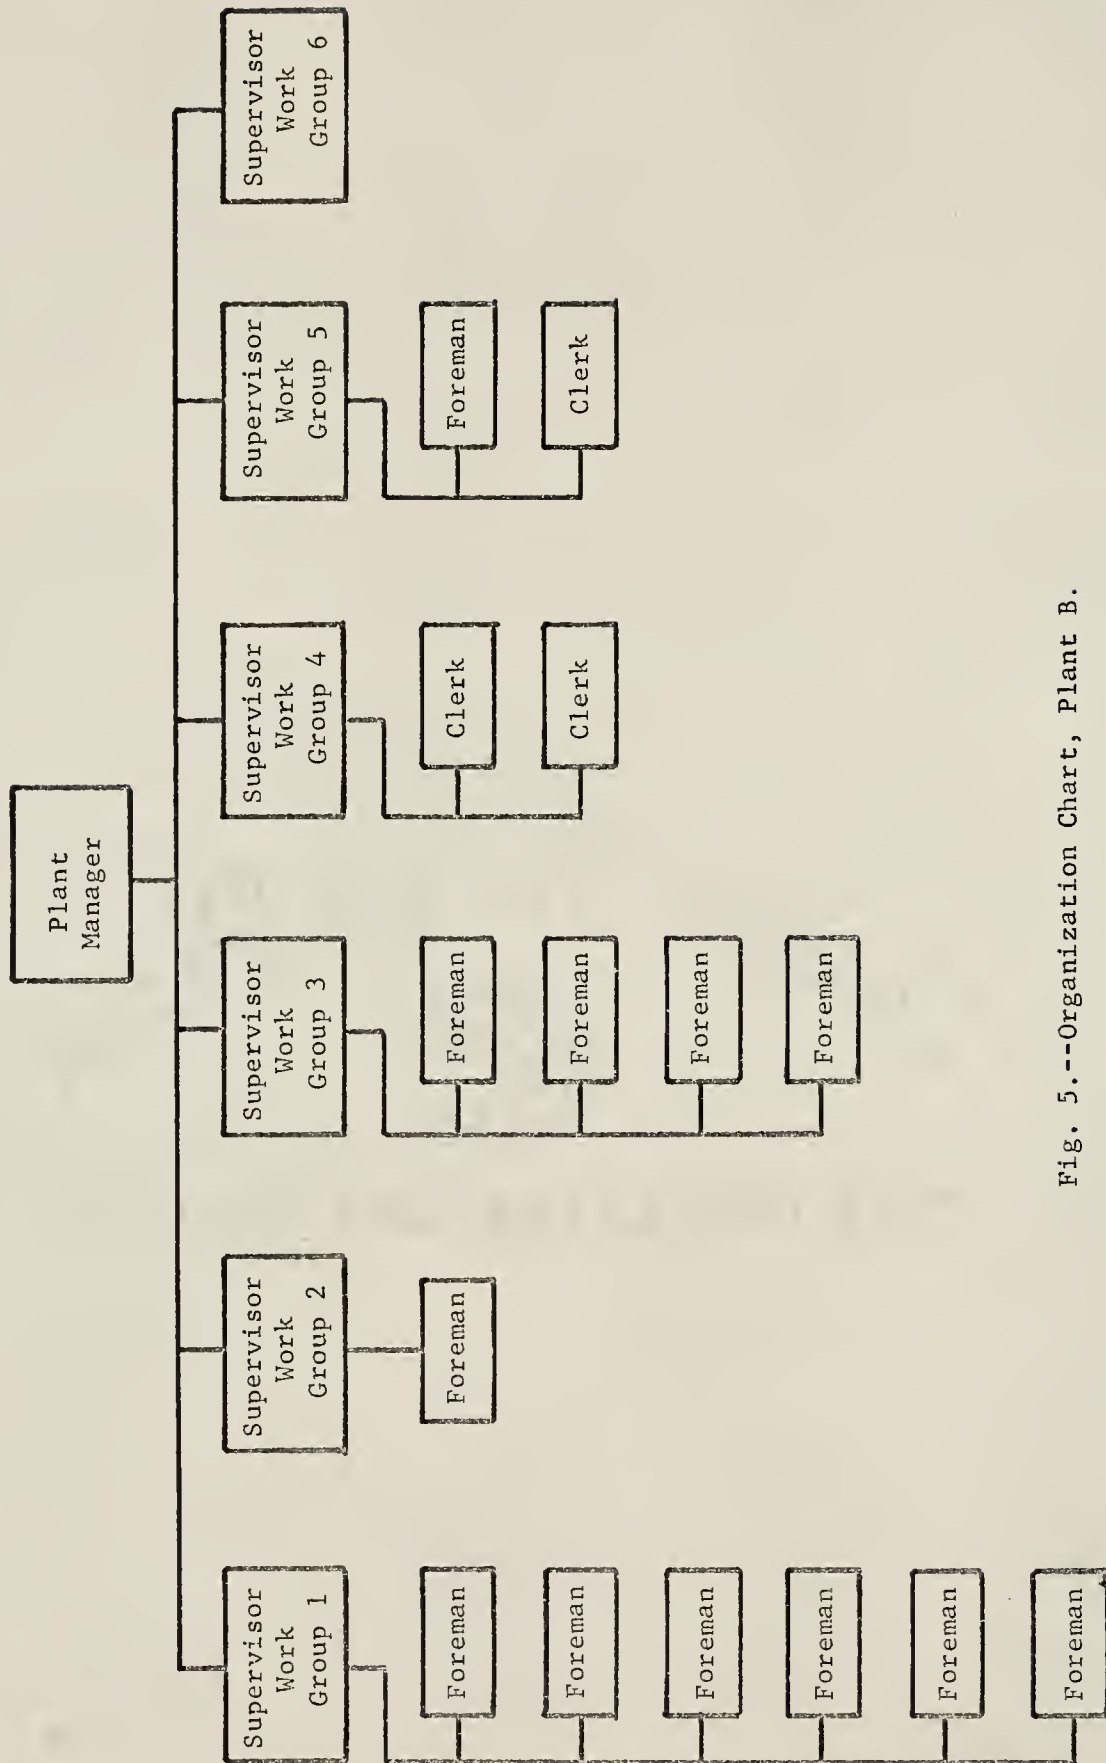 Plant
Manager
Supervisor
Work
Group 1
Supervisor
Work
Group 2
Supervisor
Work
Group 3
Supervisor
Work
Group 4
Supervisor
Work
Group 5
Supervisor
Work
Group 6
Foreman
Foreman
Foreman
Foreman
Foreman
Foreman
Foreman
Foreman
Foreman
Foreman
Foreman
Clerk
Clerk
Foreman
Clerk
Fig. 5.--Organization Chart, Plant B.